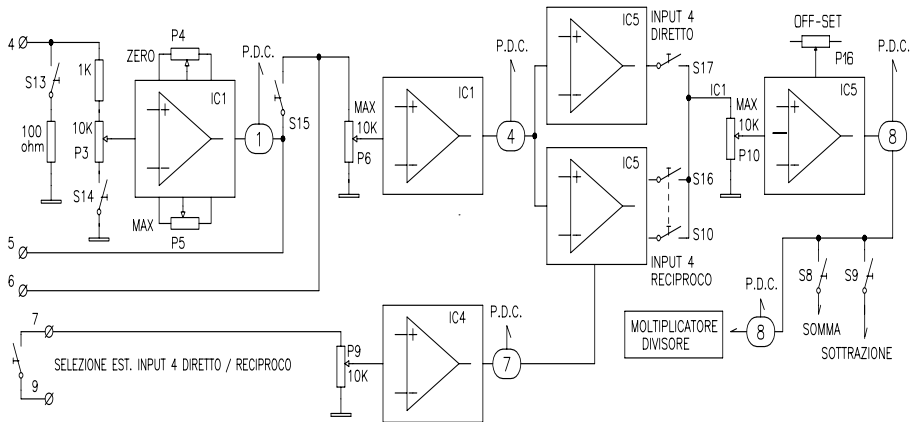 4
S13
100
ohm
1K
10K
P3
S14
P4
ZERO
+
IC1
MAX
P5
P.D.C.
1
S15
5
6
MAX
10K
P6
+
IC1
P.D.C.
4
IC5
+
INPUT 4
DIRETTO
S17
IC5
+
S16
S10
INPUT 4
RECIPROCO
IC1
MAX
10K
P10
OFF-SET
P16
IC5
P.D.C.
8
7
9
SELEZIONE EST. INPUT 4 DIRETTO / RECIPROCO
P9
10K
+
IC4
P.D.C.
7
MOLTIPLICATORE
DIVISORE
P.D.C.
8
S8
S9
SOMMA
SOTTRAZIONE